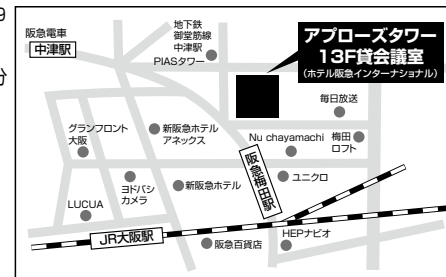 9
分
阪急電車
中津駅
地下鉄
御堂筋線
中津駅
PIASタワー
アプローズタワー
13F貸会議室
(ホテル阪急インターナショナル)
毎日放送
グランフロント
大阪
新阪急ホテル
アネックス
Nu chayamachi
梅田
ロフト
阪急梅田駅
ヨドバシ
カメラ
新阪急ホテル
ユニクロ
LUCUA
JR大阪駅
阪急百貨店
HEPナビオ